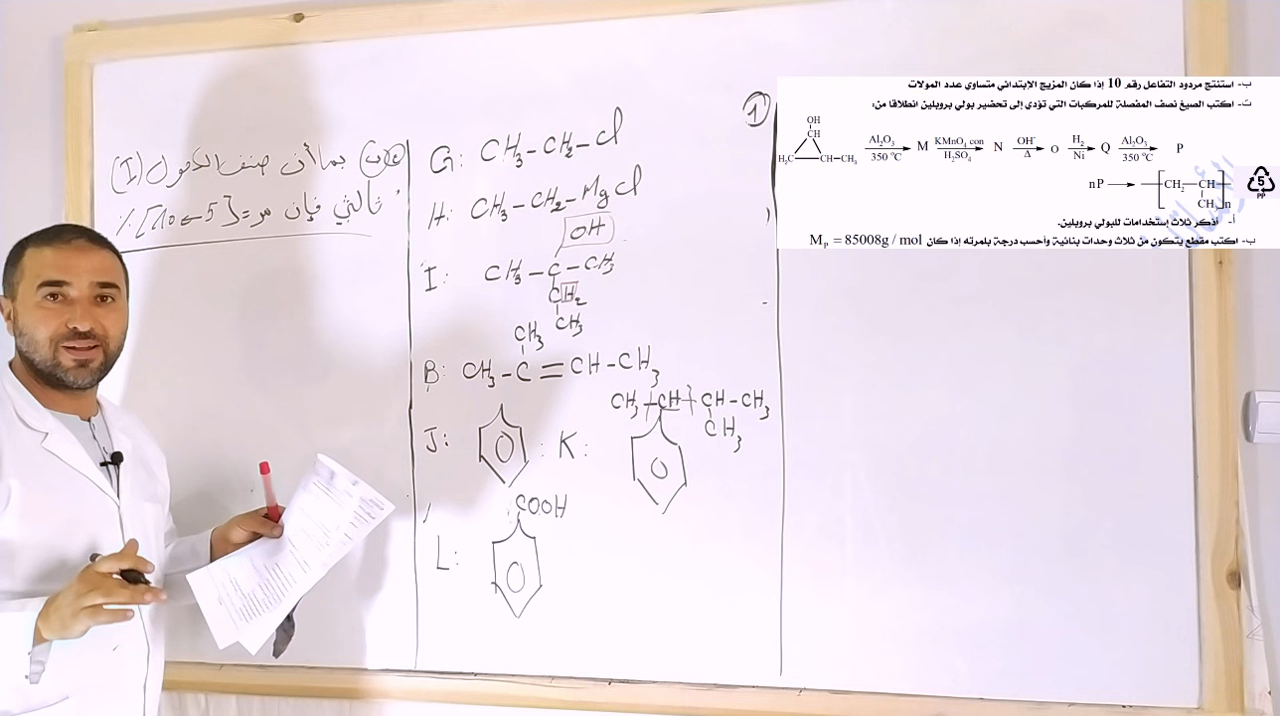 ب- استنتج مردود التفاعل رقم 10 إذا كان المزيج الإبتدائي متساوي عدد المولات
ت- اكتب الصيغ نصف المفصلة للمركبات التي تؤدي إلى تحضير بولي بروبلين انطلاقا من:
OH
CH
H₃C CH—CH₃
Al₂O₃ 350 °C M KMnO₄ con H₂SO₄ N OH⁻ Δ o H₂ Ni Q Al₂O₃ 350 °C P
nP → [CH₂—CH]n
CH₃
5
PP
أ- اذكر ثلاث إستخدامات للبولي بروبلين.
ب- اكتب مقطع يتكون من ثلاث وحدات بنائية وأحسب درجة بلمرته إذا كان M_P = 85008g / mol
بما أن صنف الكحول (I)
ثالثي فإن م=[5-10]٪
G: CH₃-CH₂-Cl
H: CH₃-CH₂-MgCl
OH
I: CH₃-C-CH₃
CH₂
CH₃
CH₃
B: CH₃-C=CH-CH₃
CH₃-CH-CH-CH₃
CH₃
J: K:
COOH
L:
1